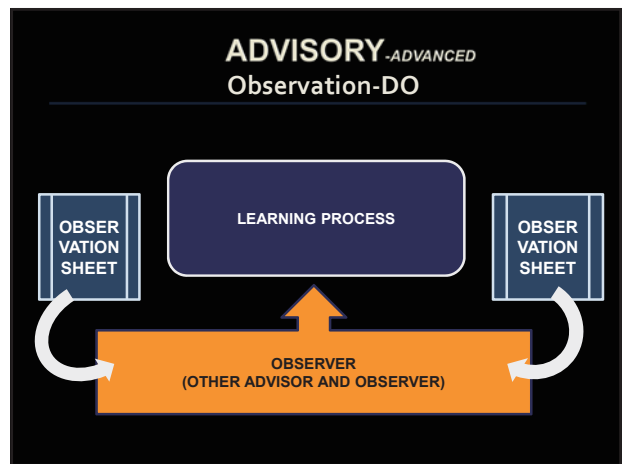 ADVISORY-ADVANCED
Observation-DO
LEARNING PROCESS
OBSER
VATION
SHEET
OBSER
VATION
SHEET
OBSERVER
(OTHER ADVISOR AND OBSERVER)